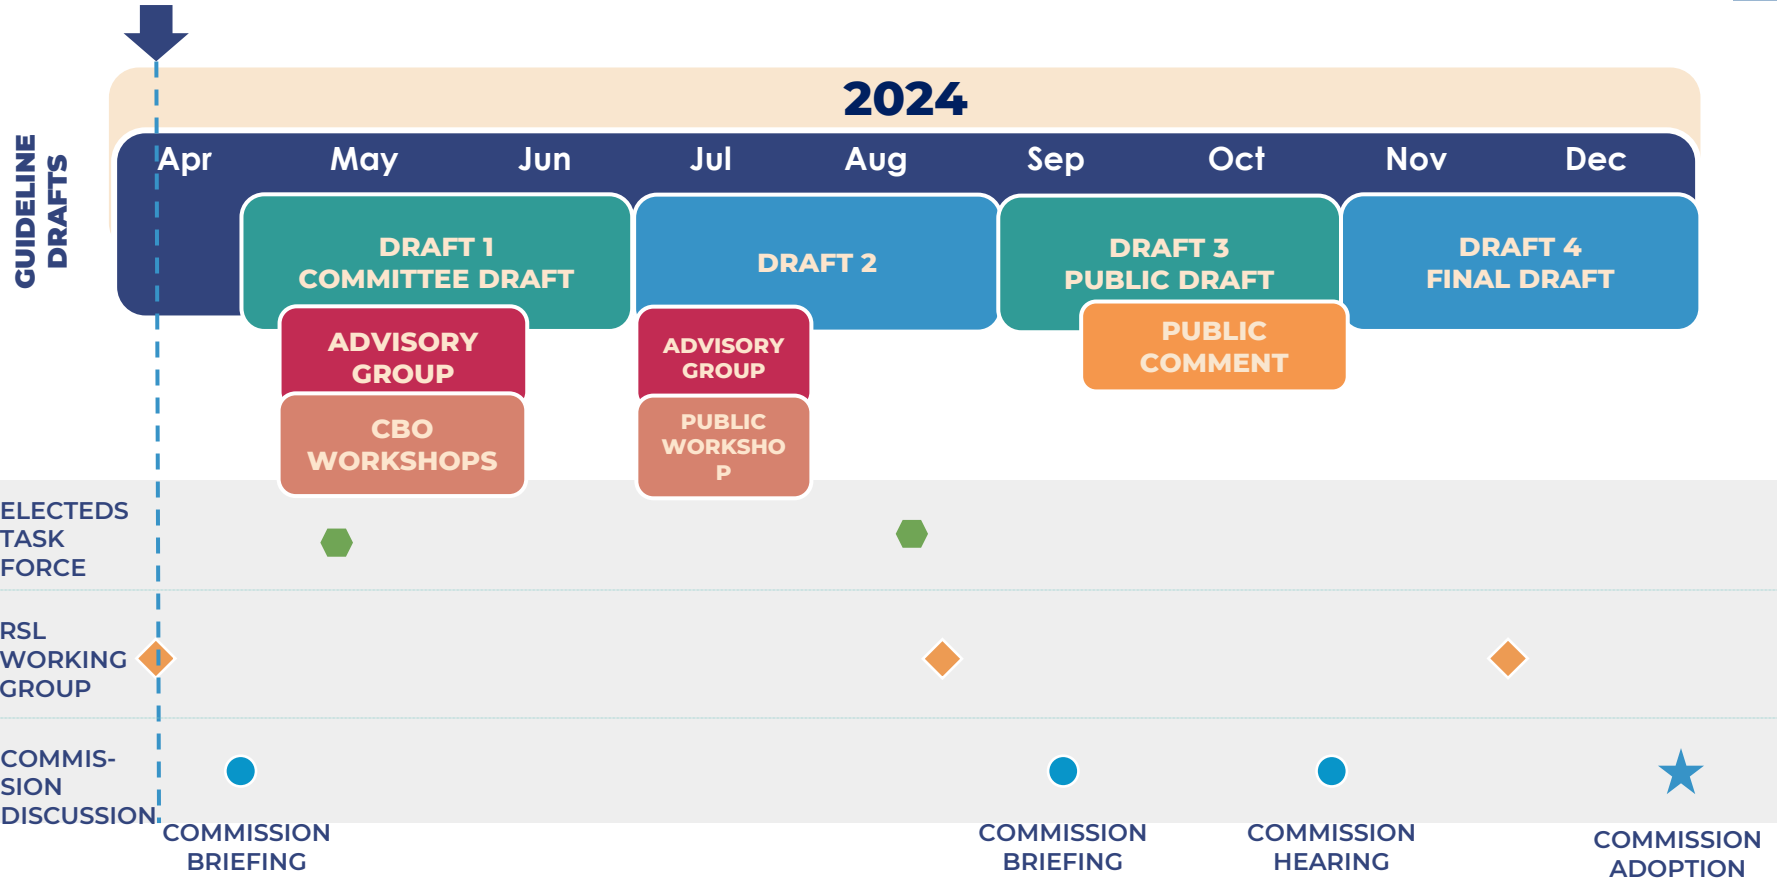 2024
Apr May Jun Jul Aug Sep Oct Nov Dec
GUIDELINE
DRAFTS
DRAFT 1
COMMITTEE DRAFT
DRAFT 2
DRAFT 3
PUBLIC DRAFT
DRAFT 4
FINAL DRAFT
ADVISORY
GROUP
ADVISORY
GROUP
PUBLIC
COMMENT
CBO
WORKSHOPS
PUBLIC
WORKSHO
P
ELECTEDS
TASK
FORCE
RSL
WORKING
GROUP
COMMIS-
SION
DISCUSSION
COMMISSION
BRIEFING
COMMISSION
BRIEFING
COMMISSION
HEARING
COMMISSION
ADOPTION